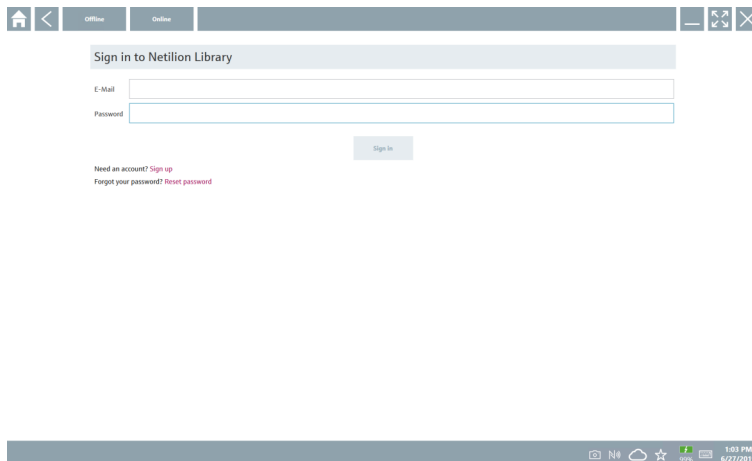 Offline Online
Sign in to Netilion Library
E-Mail
Password
Sign in
Need an account? Sign up
Forgot your password? Reset password
1:03 PM
99%